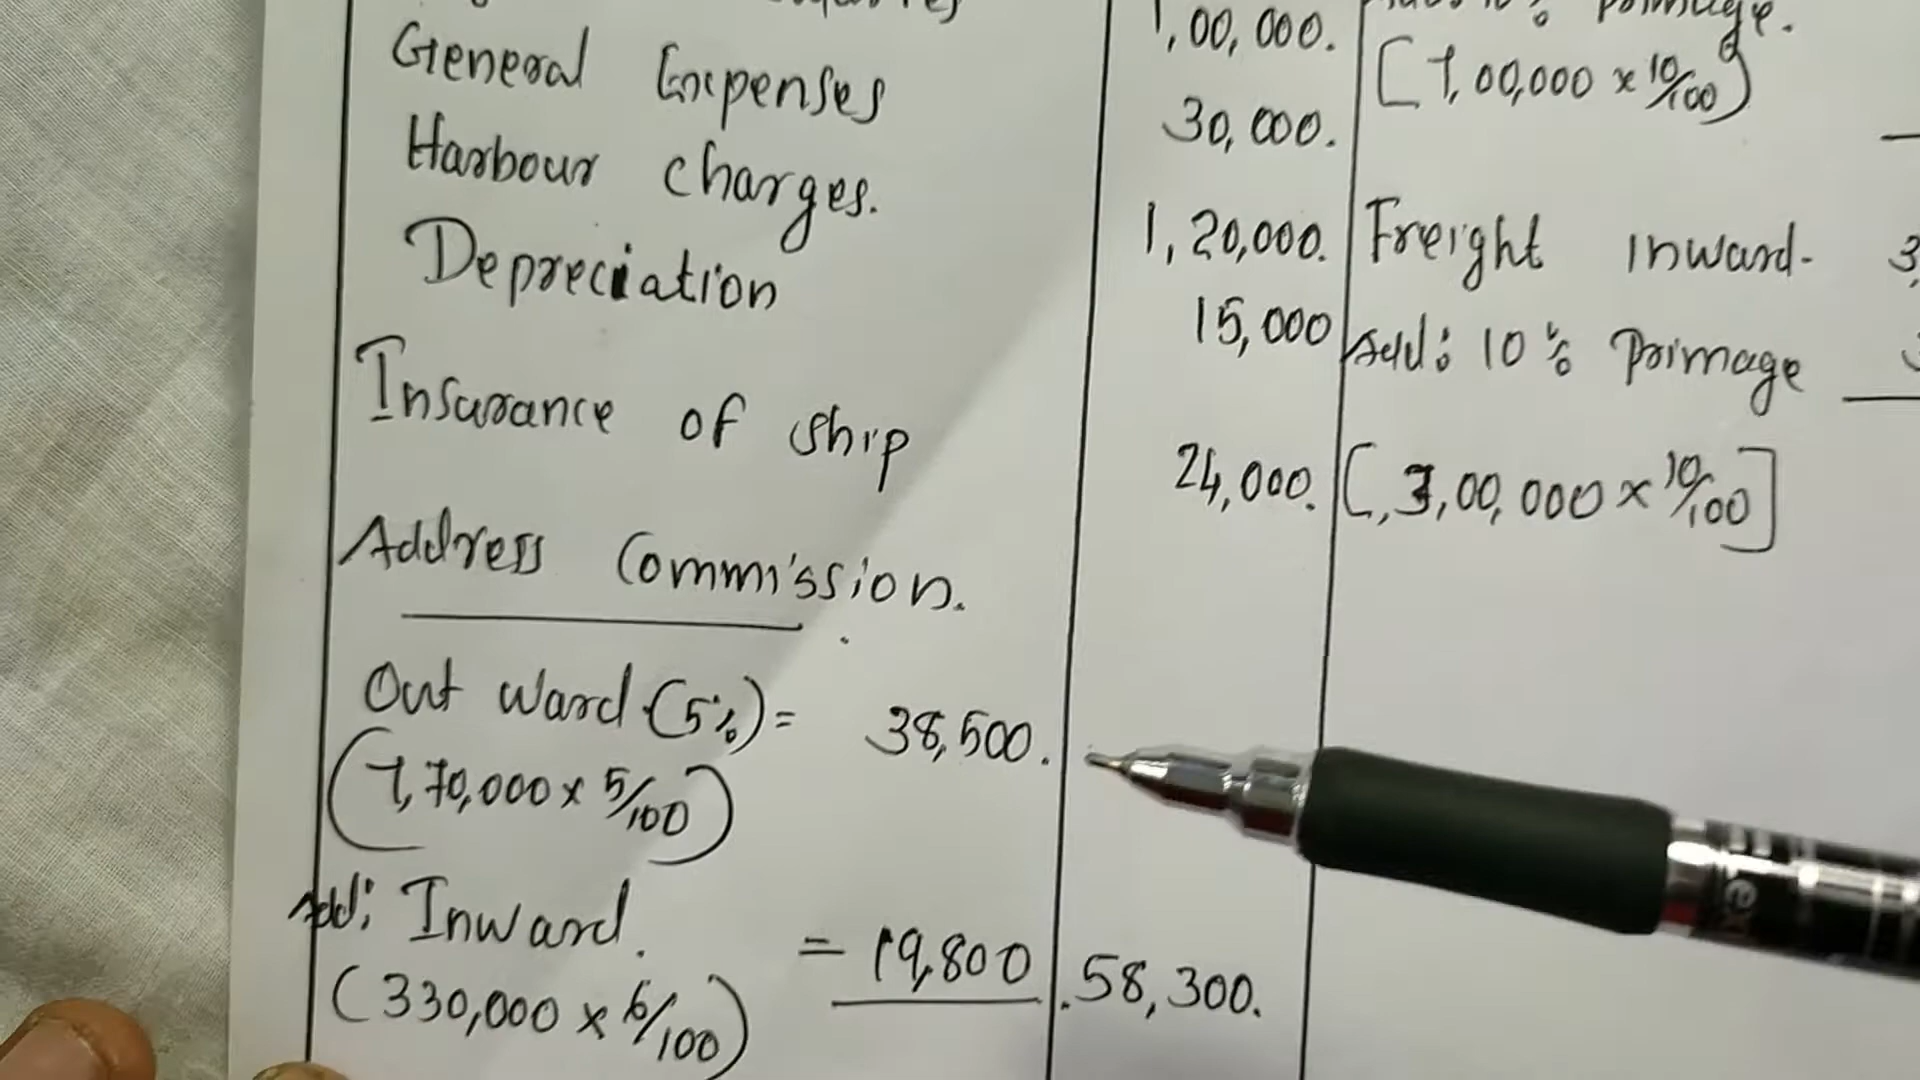 1,00,000.
[7,00,000 x 10/100]
General Expenses 30,000.
Harbour charges. 1,20,000. Freight Inward-
Depreciation 15,000 Add: 10% Primage
Insurance of Ship 24,000. [3,00,000 x 10/100]
Address Commission.
Out Ward (5%) = 38,500.
(7,70,000 x 5/100)
Add: Inward. = 19,800 58,300.
(330,000 x 6/100)